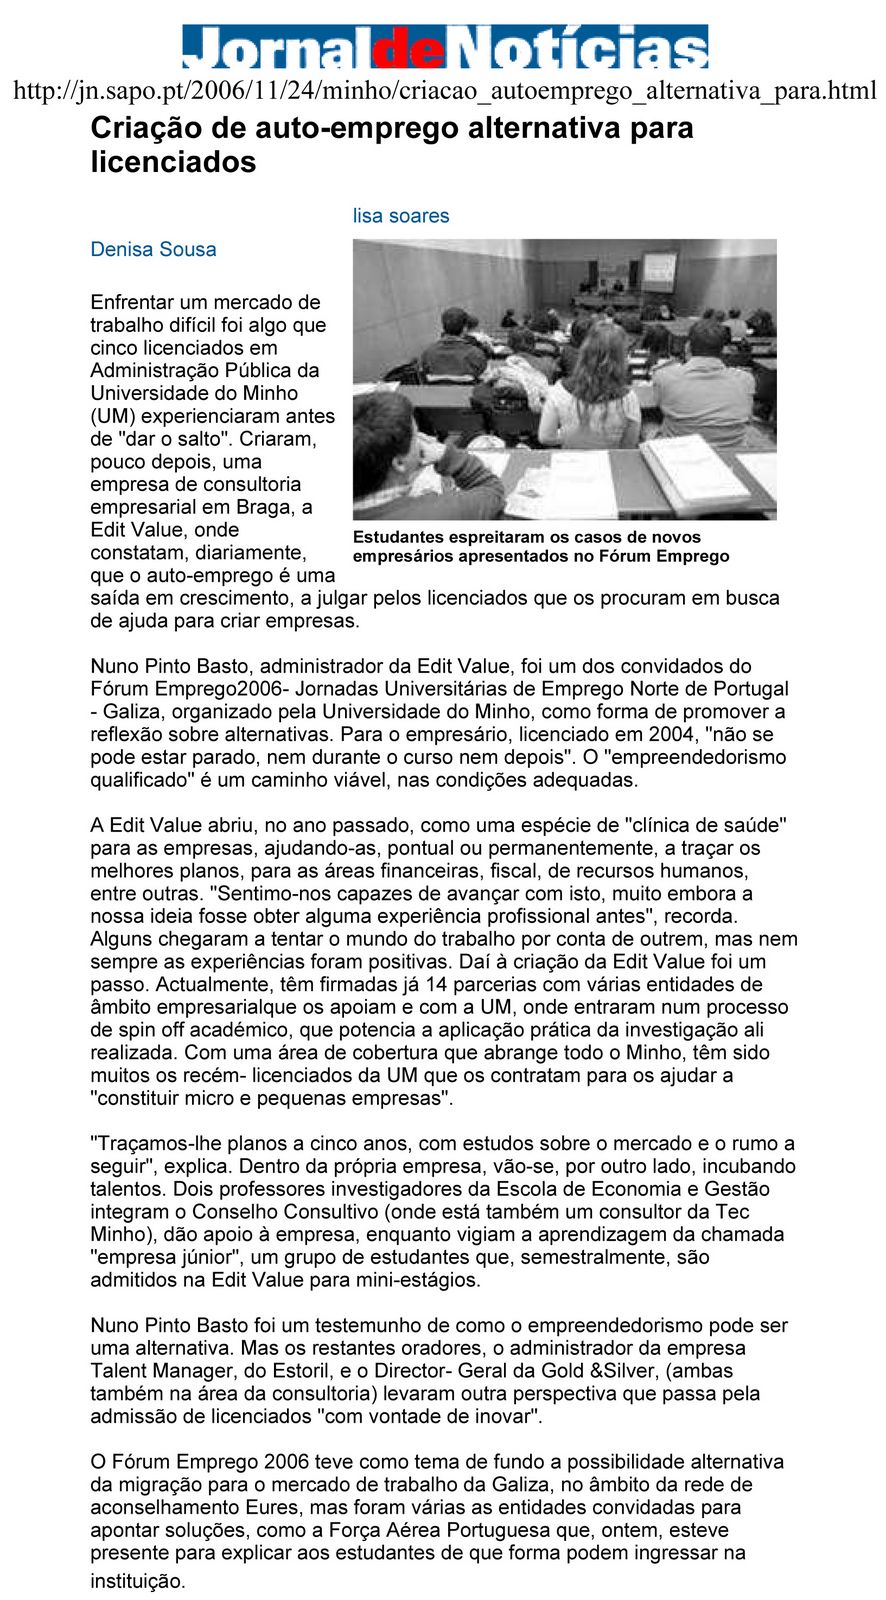 Jornal de Notícias
http://jn.sapo.pt/2006/11/24/minho/criacao_autoemprego_alternativa_para.html
Criação de auto-emprego alternativa para
licenciados
lisa soares
Denisa Sousa
Enfrentar um mercado de
trabalho difícil foi algo que
cinco licenciados em
Administração Pública da
Universidade do Minho
(UM) experienciaram antes
de "dar o salto". Criaram,
pouco depois, uma
empresa de consultoria
empresarial em Braga, a
Edit Value, onde
constatam, diariamente,
que o auto-emprego é uma
Estudantes espreitaram os casos de novos
empresários apresentados no Fórum Emprego
saída em crescimento, a julgar pelos licenciados que os procuram em busca
de ajuda para criar empresas.
Nuno Pinto Basto, administrador da Edit Value, foi um dos convidados do
Fórum Emprego2006- Jornadas Universitárias de Emprego Norte de Portugal
- Galiza, organizado pela Universidade do Minho, como forma de promover a
reflexão sobre alternativas. Para o empresário, licenciado em 2004, "não se
pode estar parado, nem durante o curso nem depois". O "empreendedorismo
qualificado" é um caminho viável, nas condições adequadas.
A Edit Value abriu, no ano passado, como uma espécie de "clínica de saúde"
para as empresas, ajudando-as, pontual ou permanentemente, a traçar os
melhores planos, para as áreas financeiras, fiscal, de recursos humanos,
entre outras. "Sentimo-nos capazes de avançar com isto, muito embora a
nossa ideia fosse obter alguma experiência profissional antes", recorda.
Alguns chegaram a tentar o mundo do trabalho por conta de outrem, mas nem
sempre as experiências foram positivas. Daí à criação da Edit Value foi um
passo. Actualmente, têm firmadas já 14 parcerias com várias entidades de
âmbito empresarialque os apoiam e com a UM, onde entraram num processo
de spin off académico, que potencia a aplicação prática da investigação ali
realizada. Com uma área de cobertura que abrange todo o Minho, têm sido
muitos os recém- licenciados da UM que os contratam para os ajudar a
"constituir micro e pequenas empresas".
"Traçamos-lhe planos a cinco anos, com estudos sobre o mercado e o rumo a
seguir", explica. Dentro da própria empresa, vão-se, por outro lado, incubando
talentos. Dois professores investigadores da Escola de Economia e Gestão
integram o Conselho Consultivo (onde está também um consultor da Tec
Minho), dão apoio à empresa, enquanto vigiam a aprendizagem da chamada
"empresa júnior", um grupo de estudantes que, semestralmente, são
admitidos na Edit Value para mini-estágios.
Nuno Pinto Basto foi um testemunho de como o empreendedorismo pode ser
uma alternativa. Mas os restantes oradores, o administrador da empresa
Talent Manager, do Estoril, e o Director- Geral da Gold &Silver, (ambas
também na área da consultoria) levaram outra perspectiva que passa pela
admissão de licenciados "com vontade de inovar".
O Fórum Emprego 2006 teve como tema de fundo a possibilidade alternativa
da migração para o mercado de trabalho da Galiza, no âmbito da rede de
aconselhamento Eures, mas foram várias as entidades convidadas para
apontar soluções, como a Força Aérea Portuguesa que, ontem, esteve
presente para explicar aos estudantes de que forma podem ingressar na
instituição.